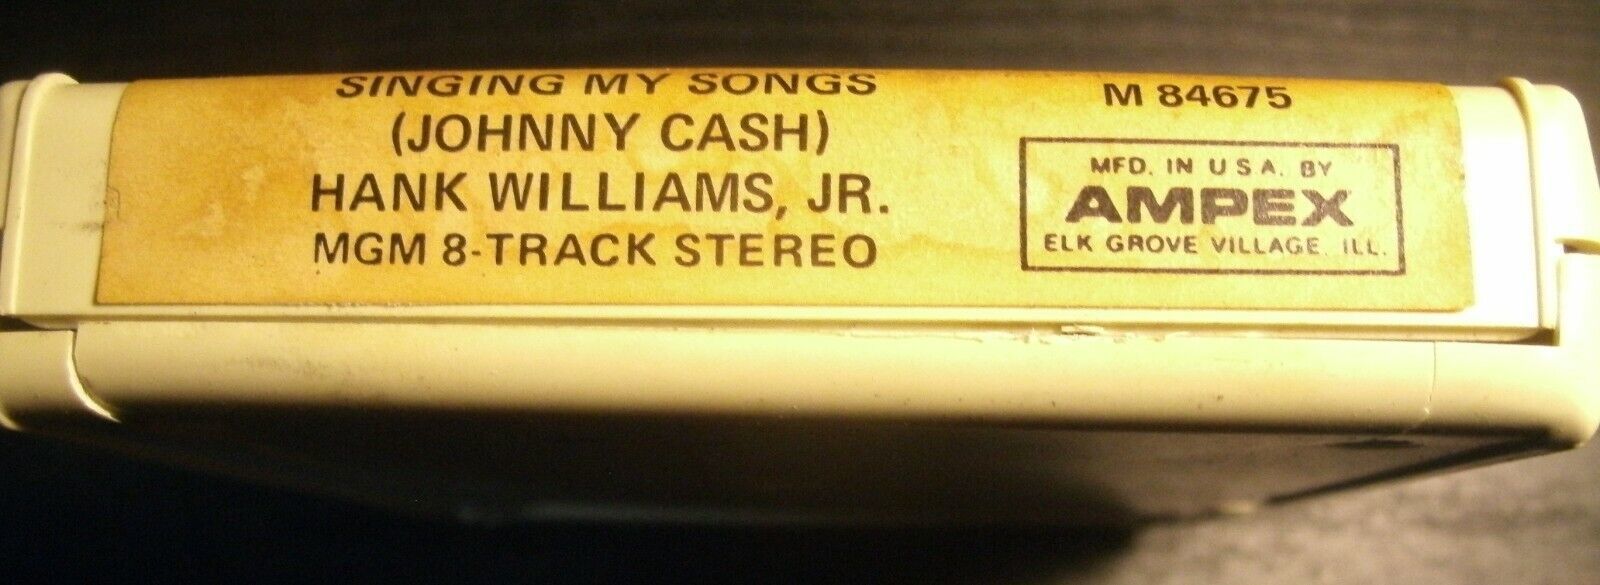 SINGING MY SONGS
(JOHNNY CASH)
HANK WILLIAMS, JR.
MGM 8-TRACK STEREO
M 84675
MFD. IN U.S.A. BY
AMPEX
ELK GROVE VILLAGE, ILL.